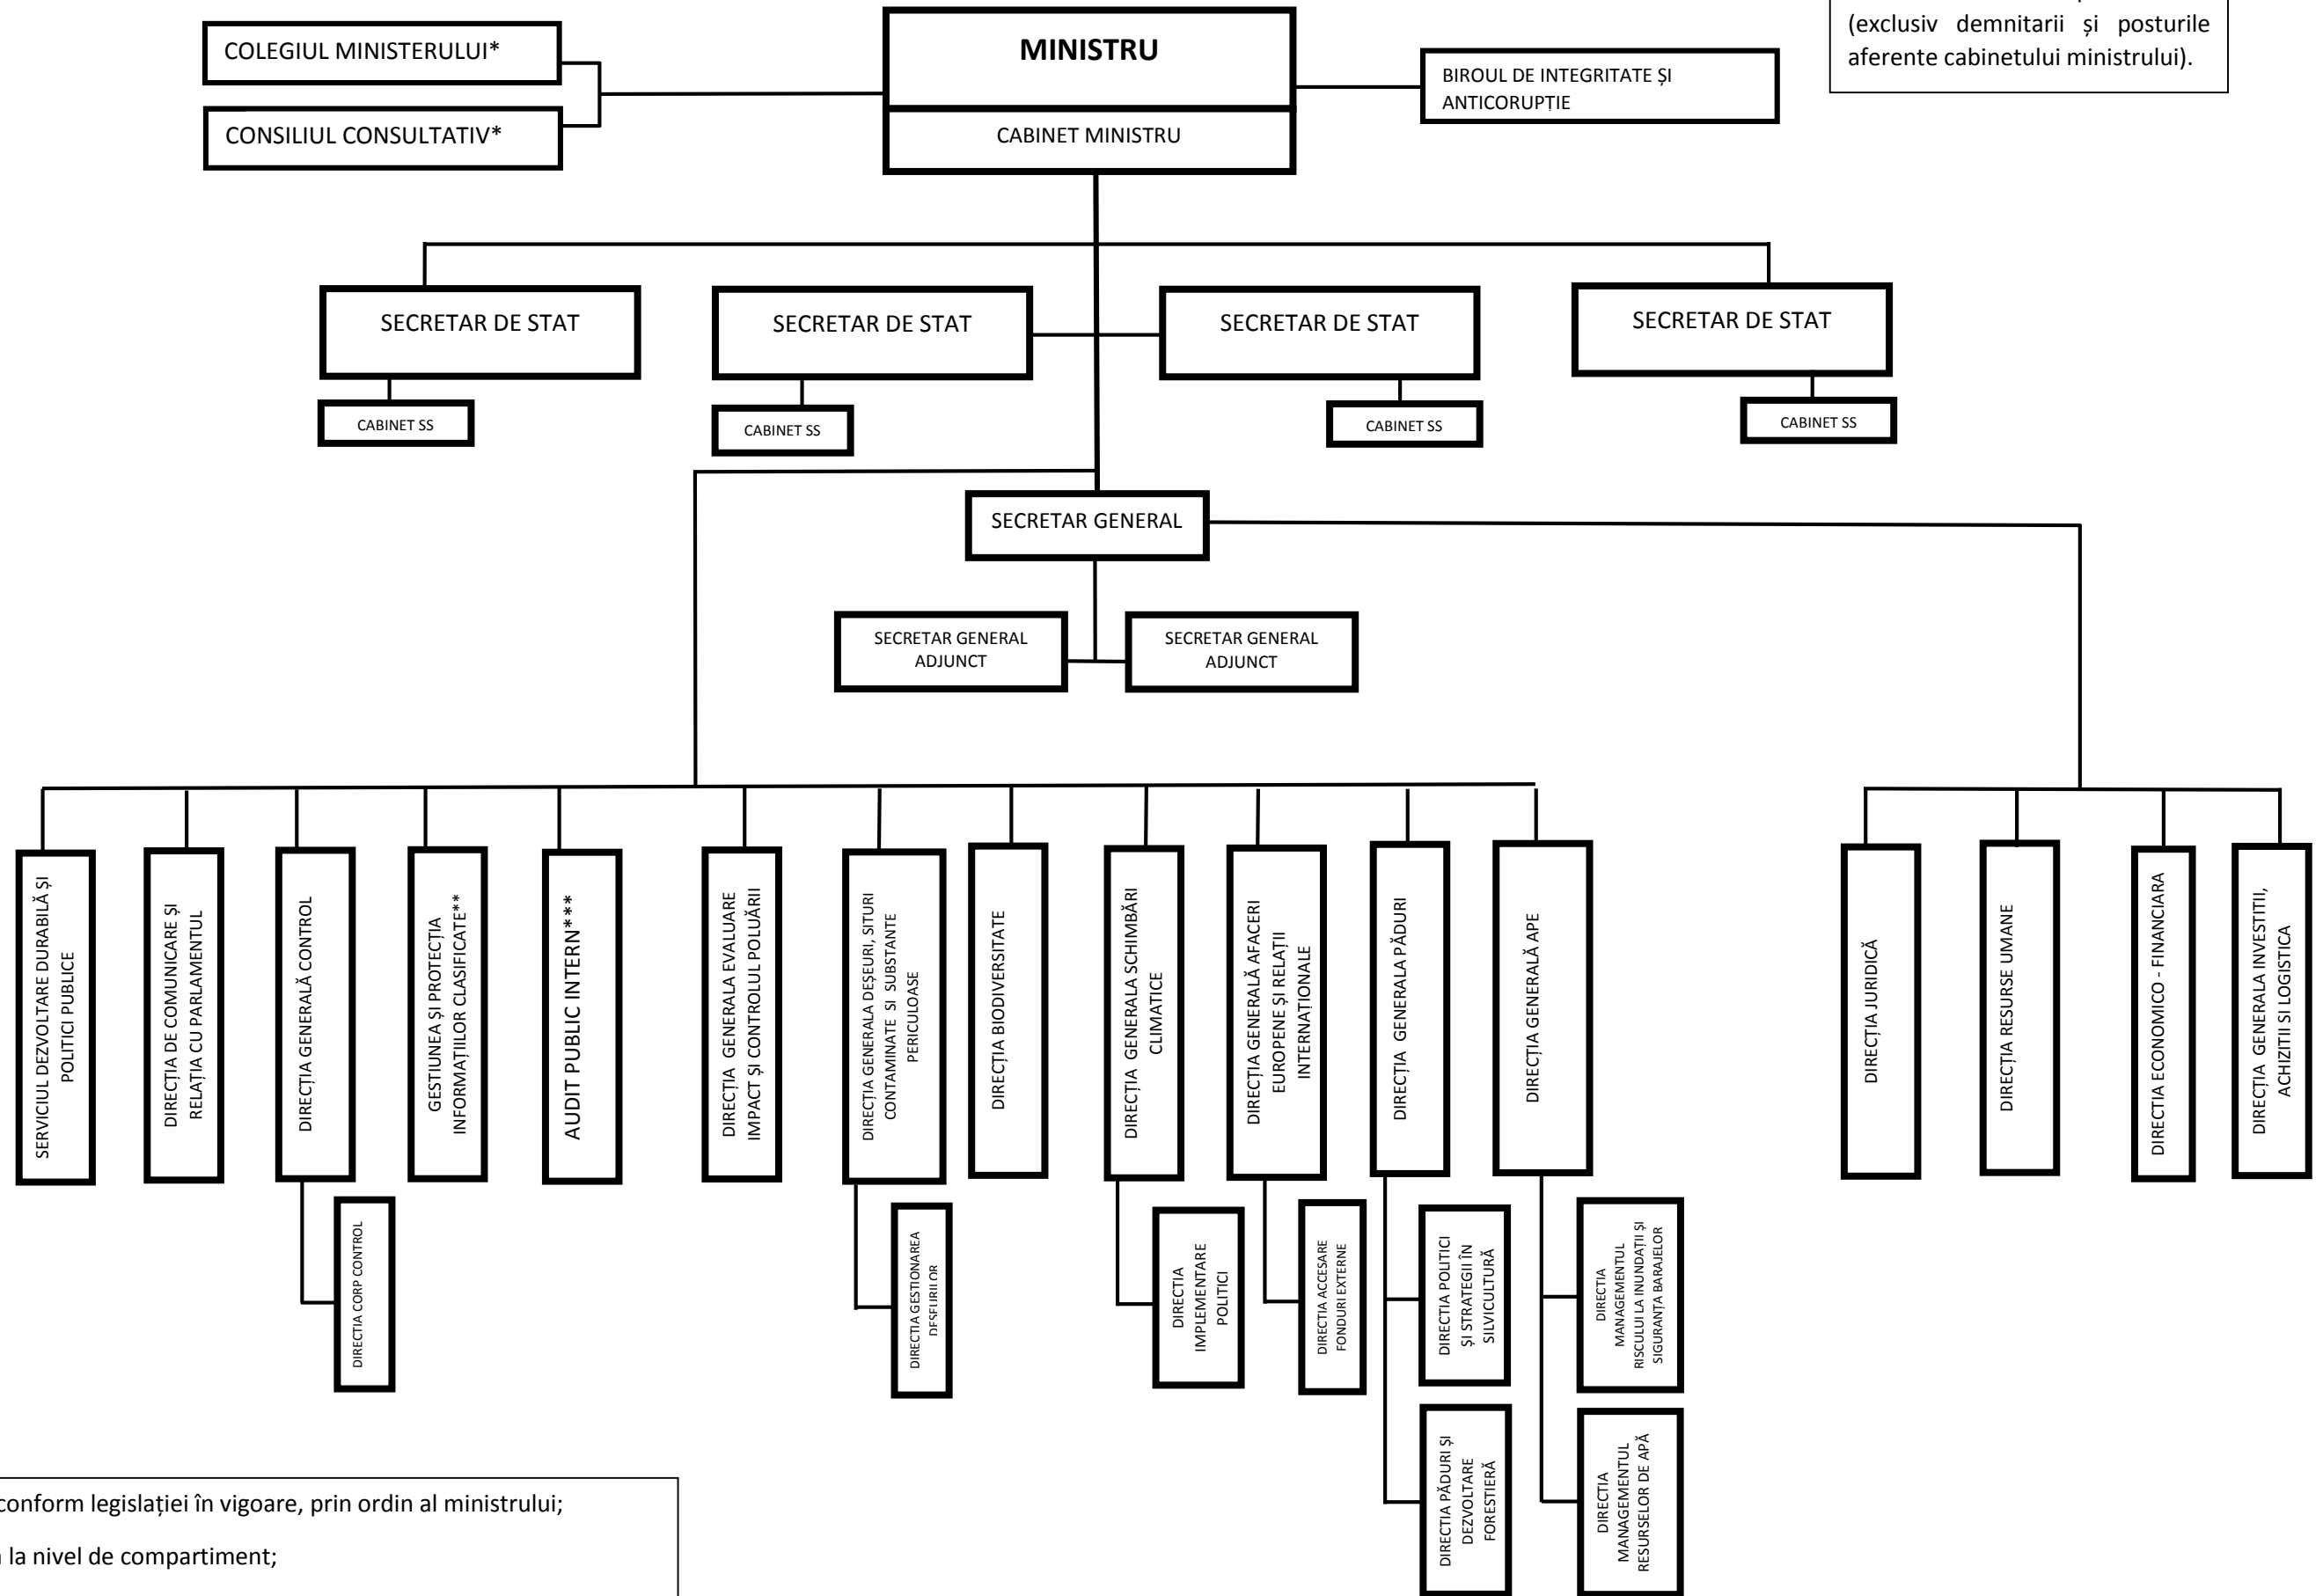 COLEGIUL MINISTERULUI*
CONSILIUL CONSULTATIV*
MINISTRU
CABINET MINISTRU
BIROUL DE INTEGRITATE ȘI
ANTICORUPȚIE
(exclusiv demnitarii și posturile
aferente cabinetului ministrului).
SECRETAR DE STAT
SECRETAR DE STAT
SECRETAR DE STAT
SECRETAR DE STAT
CABINET SS
CABINET SS
CABINET SS
CABINET SS
SECRETAR GENERAL
SECRETAR GENERAL
ADJUNCT
SECRETAR GENERAL
ADJUNCT
SERVICIUL DEZVOLTARE DURABILĂ ȘI
POLITICI PUBLICE
DIRECȚIA DE COMUNICARE ȘI
RELAȚIA CU PARLAMENTUL
DIRECȚIA GENERALĂ CONTROL
GESTIUNEA ȘI PROTECȚIA
INFORMAȚIILOR CLASIFICATE**
AUDIT PUBLIC INTERN***
DIRECȚIA GENERALA EVALUARE
IMPACT ȘI CONTROLUL POLUĂRII
DIRECȚIA GENERALA DEȘEURI, SITURI
CONTAMINATE SI SUBSTANTE
PERICULOASE
DIRECȚIA BIODIVERSITATE
DIRECȚIA GENERALA SCHIMBĂRI
CLIMATICE
DIRECȚIA GENERALĂ AFACERI
EUROPENE ȘI RELAȚII
INTERNAȚIONALE
DIRECȚIA GENERALA PĂDURI
DIRECȚIA GENERALĂ APE
DIRECȚIA JURIDICĂ
DIRECȚIA RESURSE UMANE
DIRECTIA ECONOMICO - FINANCIARA
DIRECȚIA GENERALA INVESTITII,
ACHIZITII SI LOGISTICA
DIRECTIA CORP CONTROL
DIRECTIA GESTIONAREA
DESEURILOR
DIRECTIA
IMPLEMENTARE
POLITICI
DIRECTIA ACCESARE
FONDURI EXTERNE
DIRECTIA POLITICI
ȘI STRATEGII ÎN
SILVICULTURĂ
DIRECTIA
MANAGEMENTUL
RISCULUI LA INUNDAȚII ȘI
SIGURANȚA BARAJELOR
DIRECTIA PĂDURI ȘI
DEZVOLTARE
FORESTIERĂ
DIRECTIA
MANAGEMENTUL
RESURSELOR DE APĂ
conform legislației în vigoare, prin ordin al ministrului;
la nivel de compartiment;